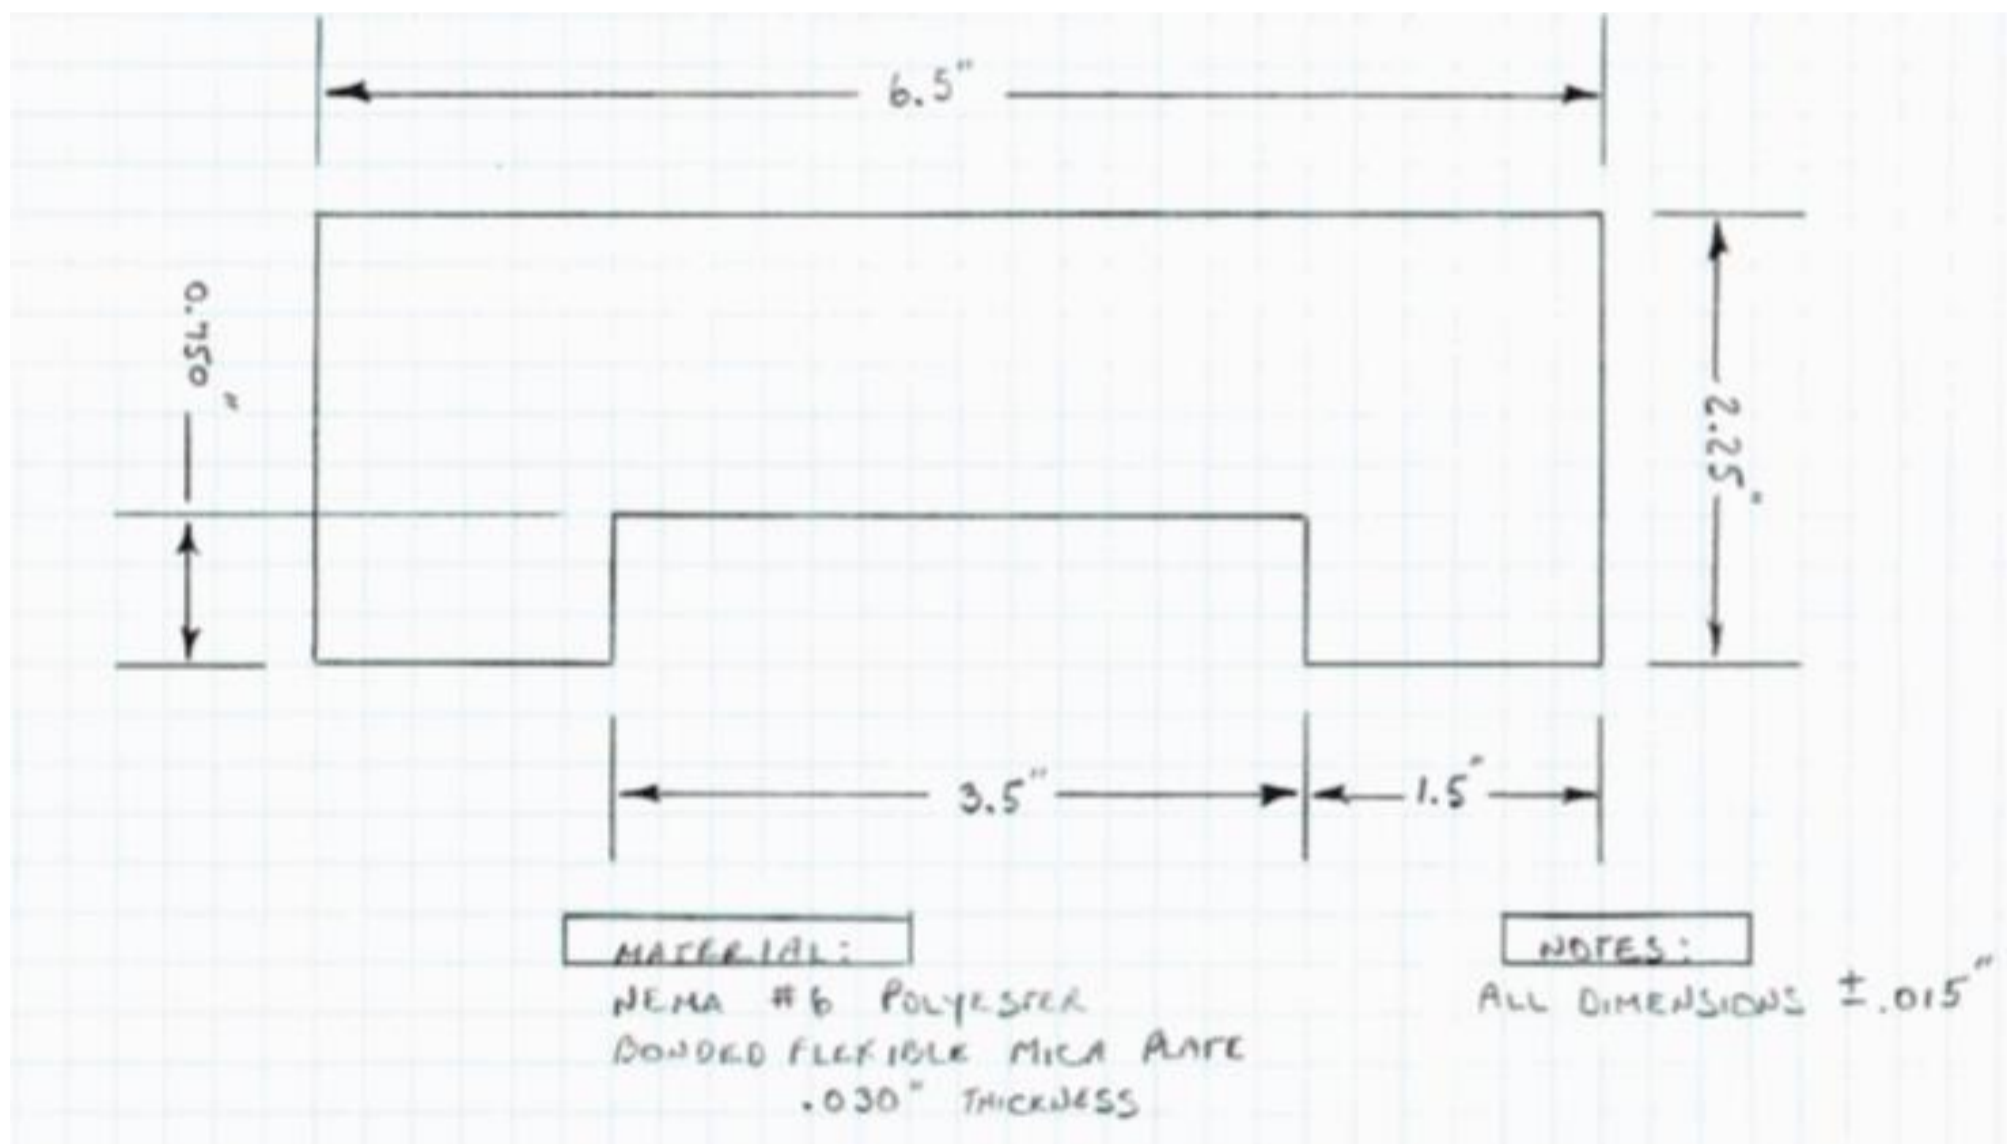 6.5"
0.750"
2.25"
3.5"
1.5"
MATERIAL:
NEMA #6 POLYESTER
BONDED FLEXIBLE MICA PLATE
.030" THICKNESS
NOTES:
ALL DIMENSIONS ± .015"